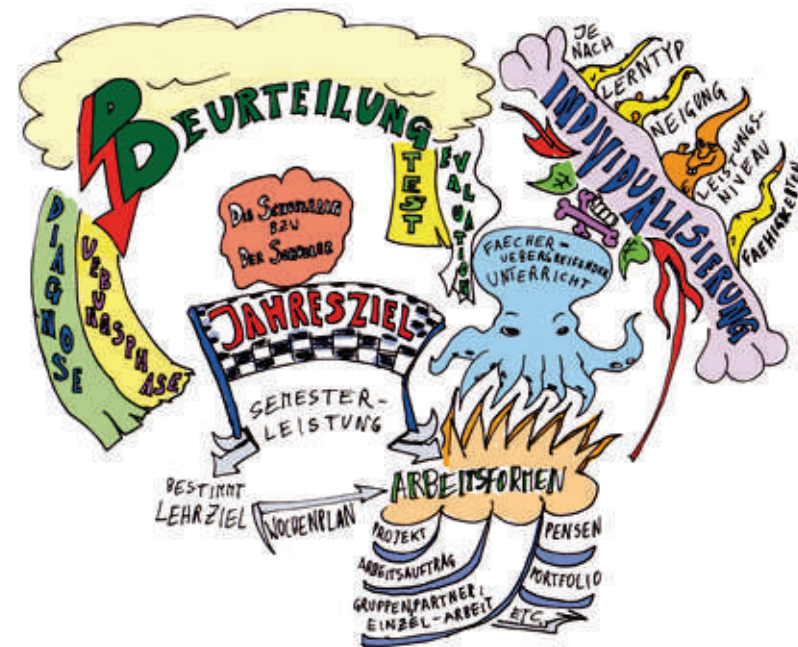 BEURTEILUNG
DIAGNOSE
UEBUNGSPHASE
TEST
EVALUATION
DIE SCHUELERIN
BZW
DER SCHUELER
JAHRESZIEL
SEMESTER-
LEISTUNG
BESTIMMT
LEHRZIEL
WOCHENPLAN
FAECHER-
UEBERGREIFENDER
UNTERRICHT
INDIVIDUALISIERUNG
JE
NACH
LERNTYP
NEIGUNG
LEISTUNGS-
NIVEAU
FAEHIGKEITEN
ARBEITSFORMEN
PROJEKT
ARBEITSAUFTRAG
GRUPPEN, PARTNER,
EINZEL-ARBEIT
PENSEN
PORTFOLIO
ETC.